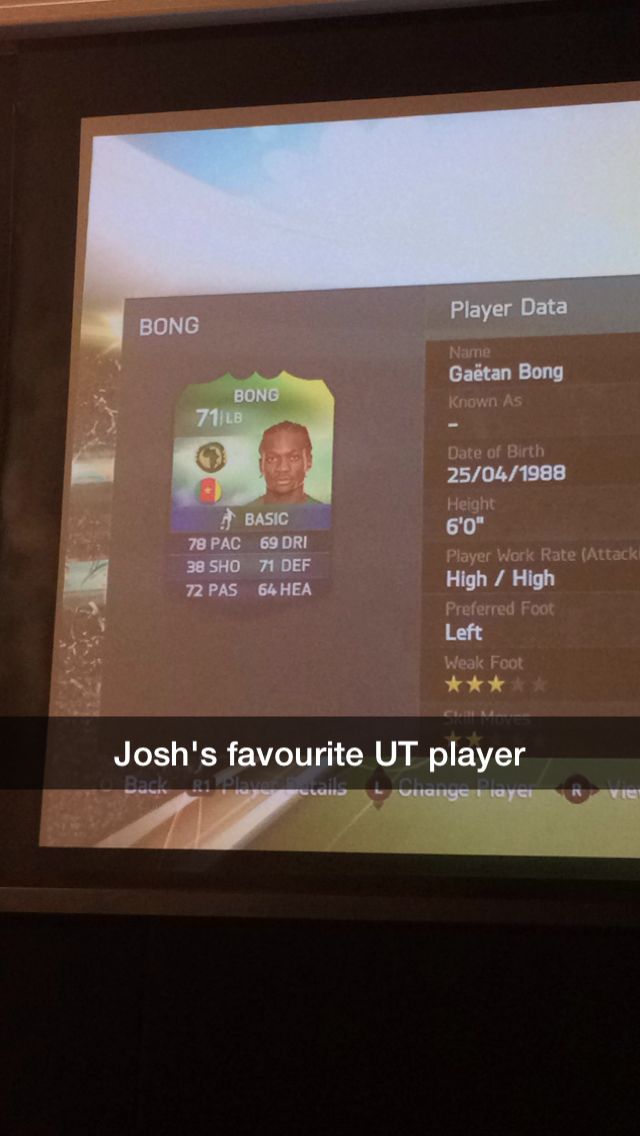 BONG
BONG
71 LB
BASIC
78 PAC 69 DRI
38 SHO 71 DEF
72 PAS 64 HEA
Player Data
Name
Gaëtan Bong
Known As
-
Date of Birth
25/04/1988
Height
6'0"
Player Work Rate (Attack
High / High
Preferred Foot
Left
Weak Foot
Skill Moves
Josh's favourite UT player
Back R1 Player Details L Change Player R Vie